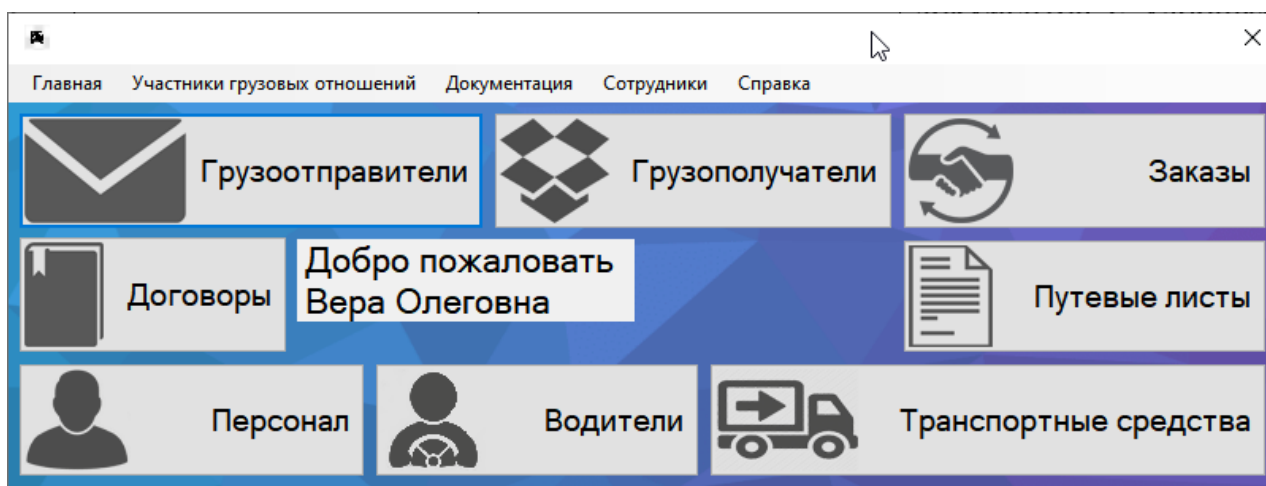 Главная Участники грузовых отношений Документация Сотрудники Справка
Грузоотправители Грузополучатели Заказы
Договоры
Добро пожаловать
Вера Олеговна
Путевые листы
Персонал Водители Транспортные средства